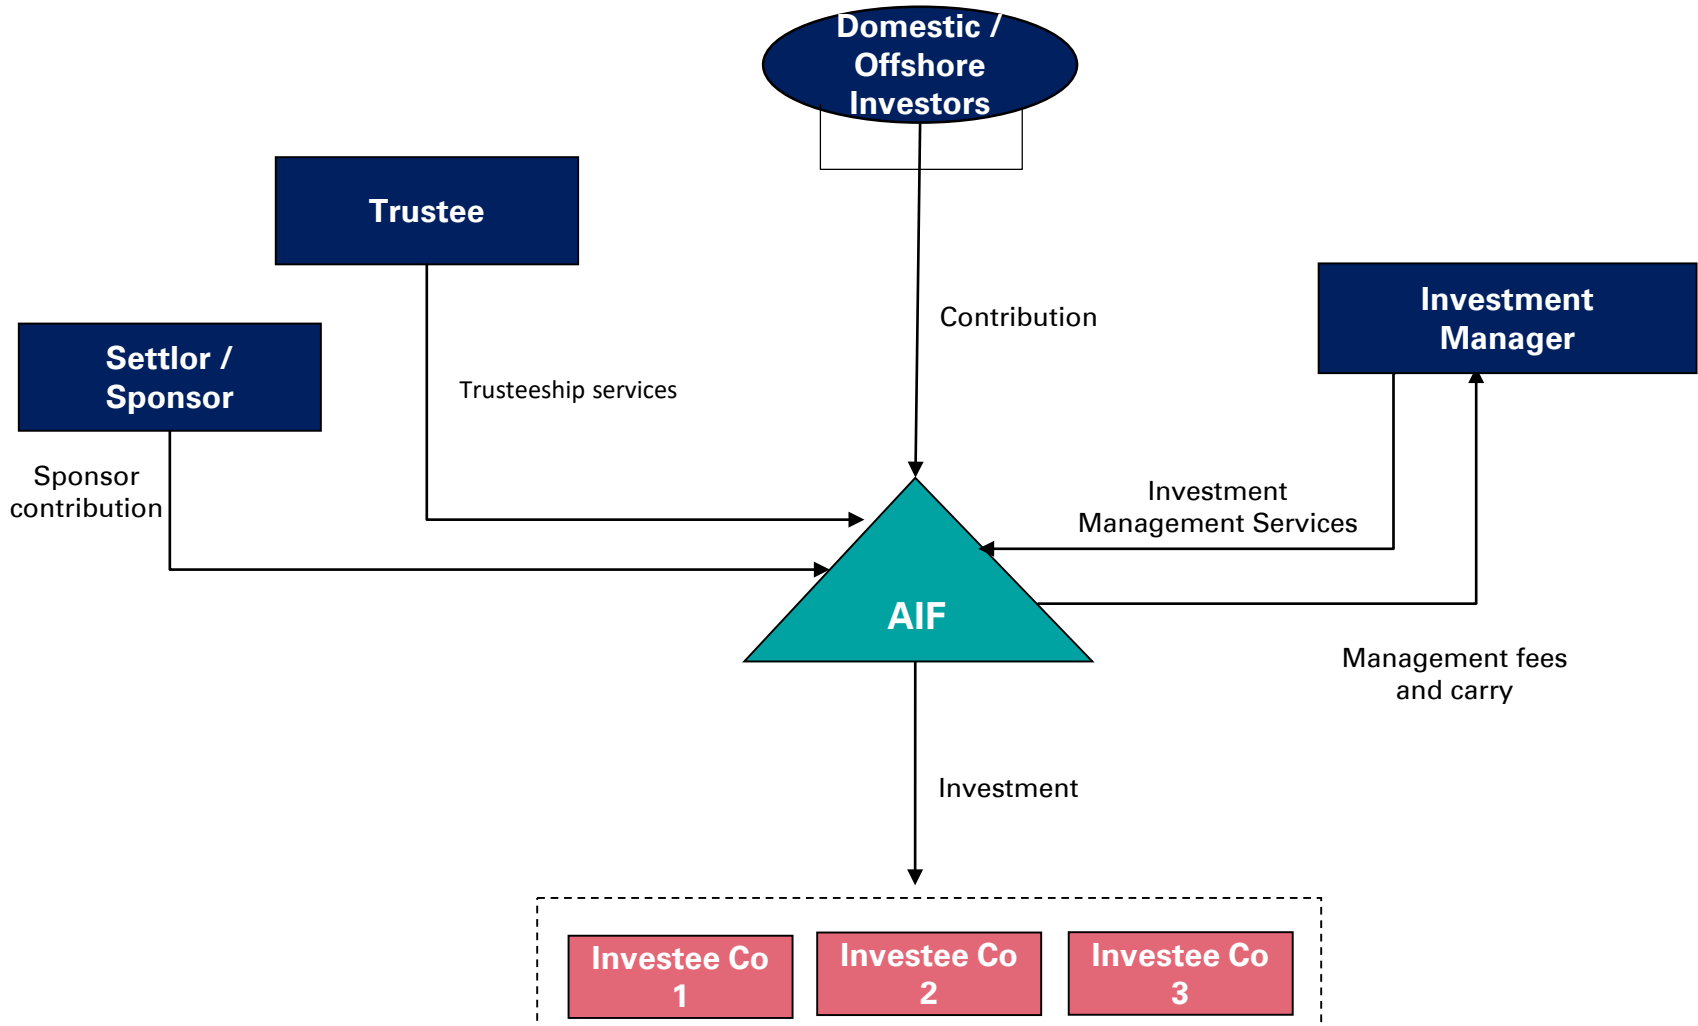 Domestic /
Offshore
Investors
Trustee
Investment
Manager
Contribution
Settlor /
Sponsor
Trusteeship services
Sponsor
contribution
Investment
Management Services
AIF
Management fees
and carry
Investment
Investee Co
1
Investee Co
2
Investee Co
3